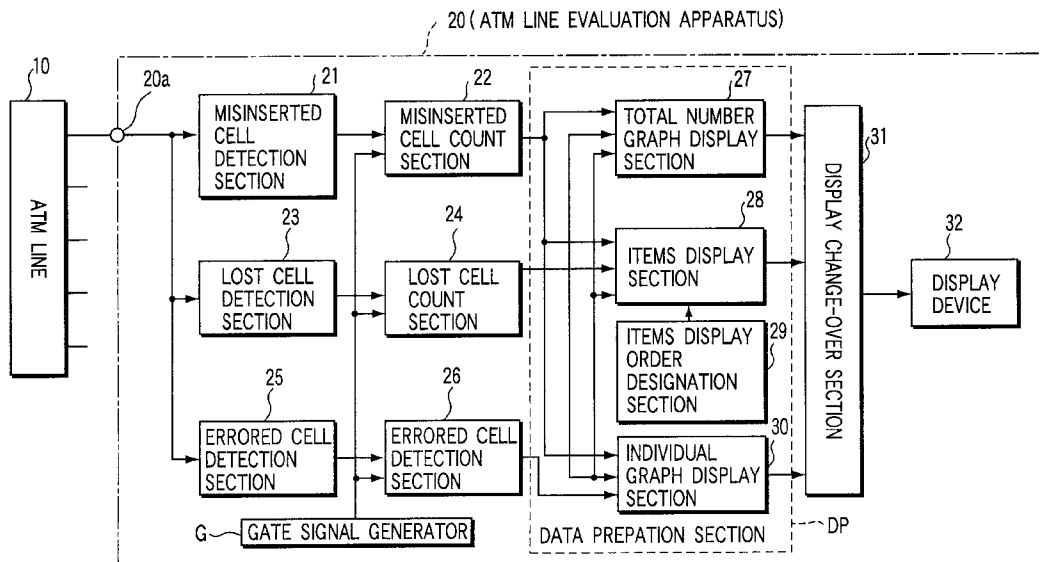 20 (ATM LINE EVALUATION APPARATUS)
10
20a
21
22
27
MISINSERTED
CELL
DETECTION
SECTION
MISINSERTED
CELL COUNT
SECTION
TOTAL NUMBER
GRAPH DISPLAY
SECTION
31
ATM LINE
23
24
28
LOST CELL
DETECTION
SECTION
LOST CELL
COUNT
SECTION
ITEMS DISPLAY
SECTION
DISPLAY CHANGE-OVER SECTION
32
DISPLAY
DEVICE
ITEMS DISPLAY
ORDER
DESIGNATION
SECTION
29
25
26
30
ERRORED CELL
DETECTION
SECTION
ERRORED CELL
DETECTION
SECTION
INDIVIDUAL
GRAPH DISPLAY
SECTION
G
GATE SIGNAL GENERATOR
DATA PREPATION SECTION
DP